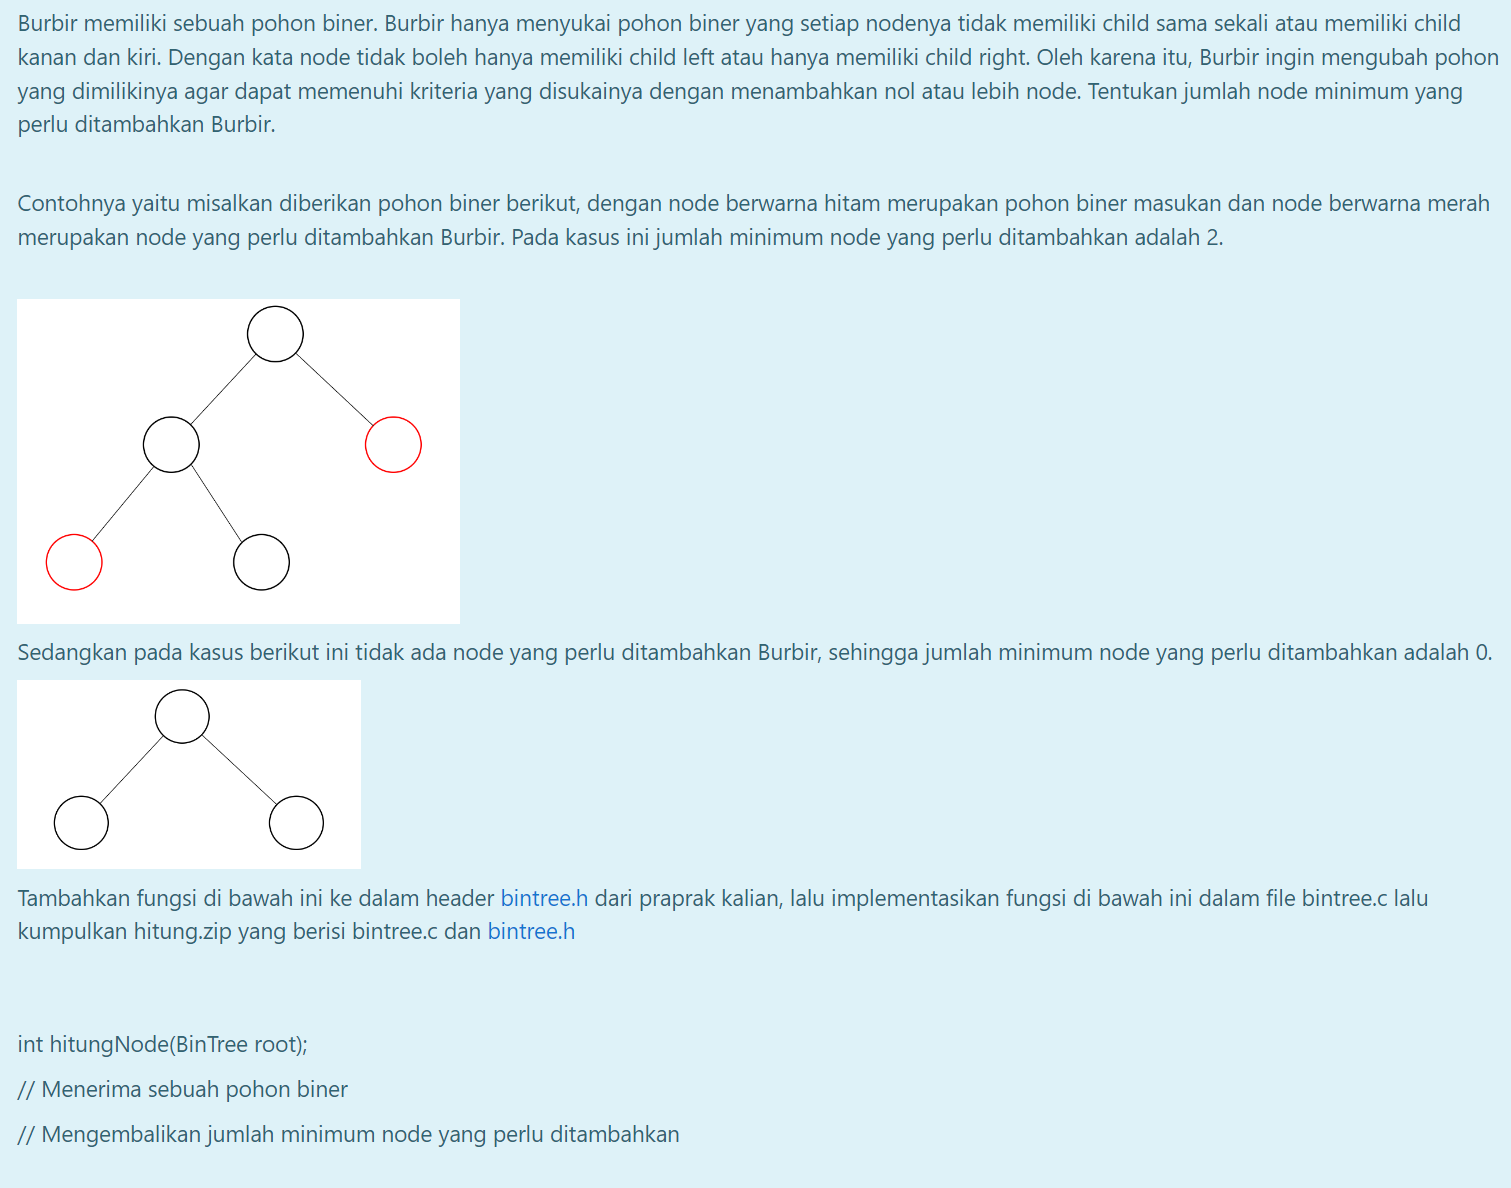 Burbir memiliki sebuah pohon biner. Burbir hanya menyukai pohon biner yang setiap nodenya tidak memiliki child sama sekali atau memiliki child
kanan dan kiri. Dengan kata node tidak boleh hanya memiliki child left atau hanya memiliki child right. Oleh karena itu, Burbir ingin mengubah pohon
yang dimilikinya agar dapat memenuhi kriteria yang disukainya dengan menambahkan nol atau lebih node. Tentukan jumlah node minimum yang
perlu ditambahkan Burbir.
Contohnya yaitu misalkan diberikan pohon biner berikut, dengan node berwarna hitam merupakan pohon biner masukan dan node berwarna merah
merupakan node yang perlu ditambahkan Burbir. Pada kasus ini jumlah minimum node yang perlu ditambahkan adalah 2.
Sedangkan pada kasus berikut ini tidak ada node yang perlu ditambahkan Burbir, sehingga jumlah minimum node yang perlu ditambahkan adalah 0.
Tambahkan fungsi di bawah ini ke dalam header bintree.h dari praprak kalian, lalu implementasikan fungsi di bawah ini dalam file bintree.c lalu
kumpulkan hitung.zip yang berisi bintree.c dan bintree.h
int hitungNode(BinTree root);
// Menerima sebuah pohon biner
// Mengembalikan jumlah minimum node yang perlu ditambahkan